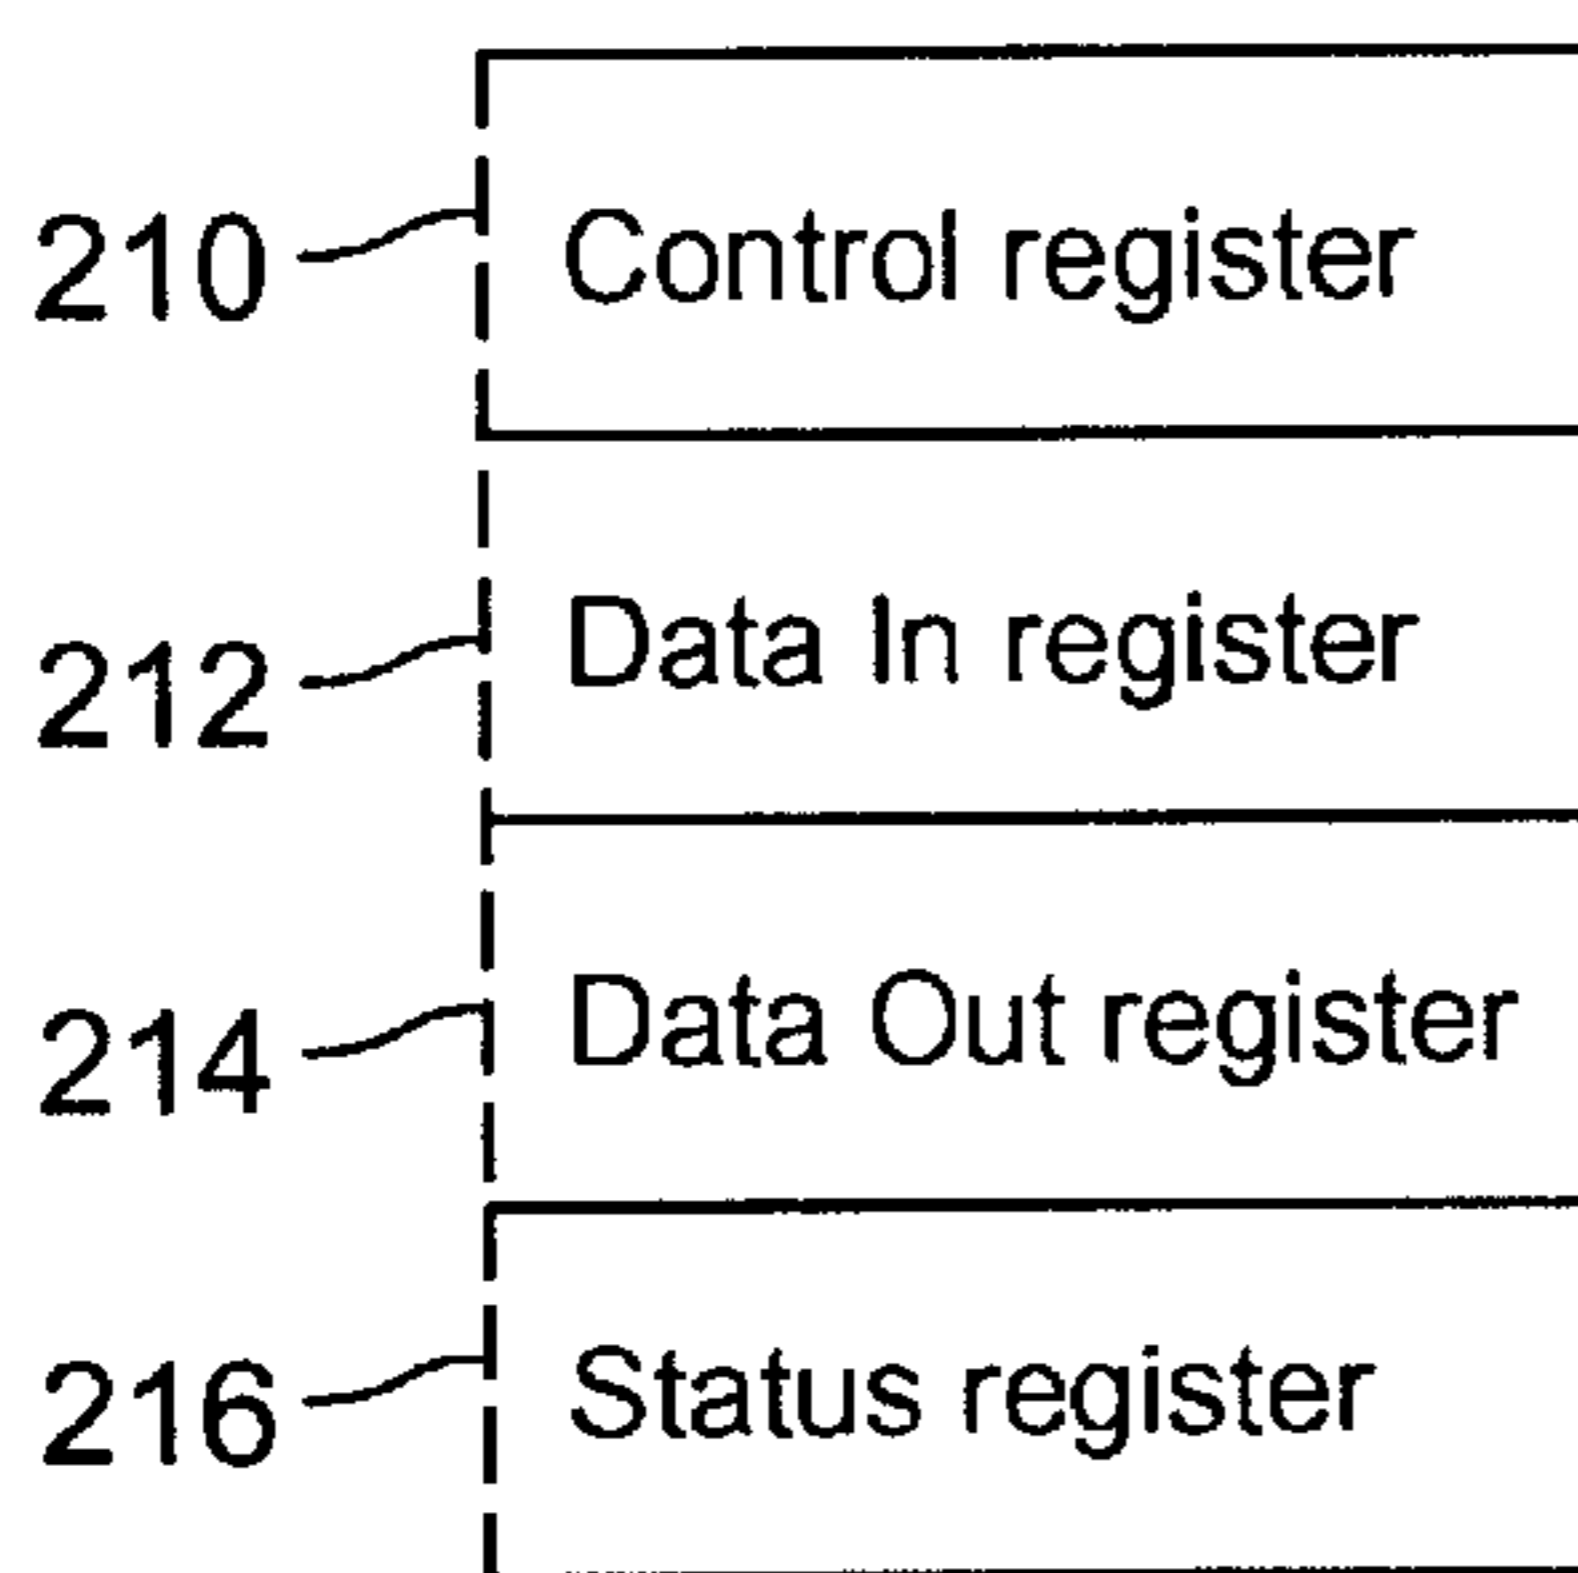 210 Control register
212 Data In register
214 Data Out register
216 Status register